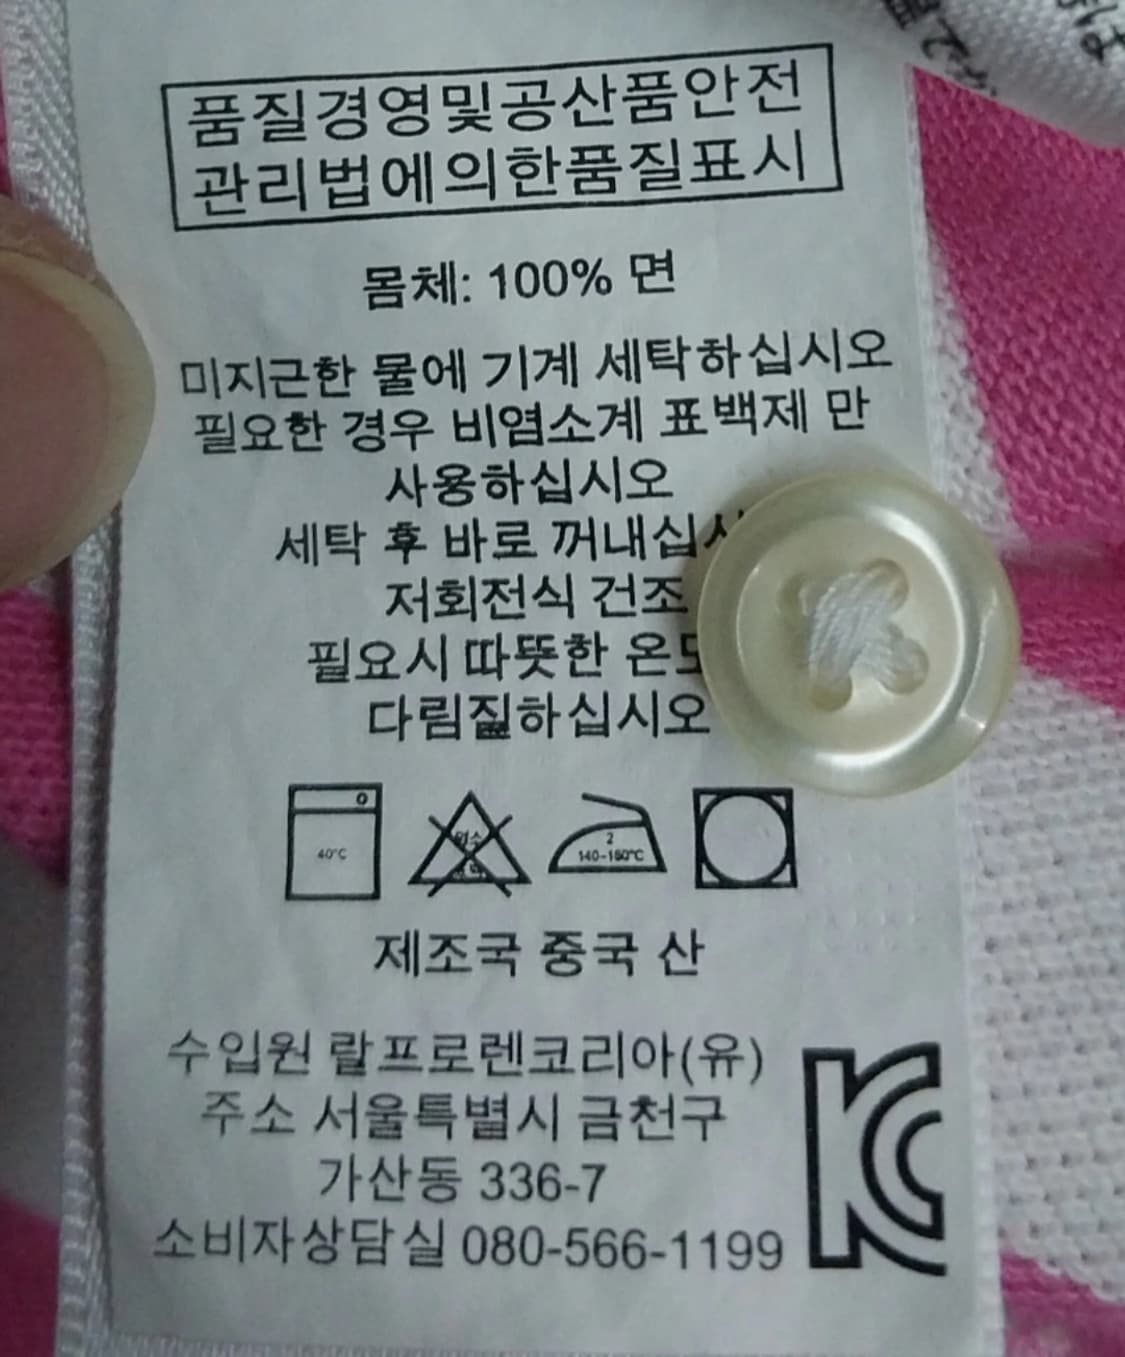 품질경영및공산품안전
관리법에의한품질표시
몸체: 100% 면
미지근한 물에 기계 세탁하십시오
필요한 경우 비염소계 표백제 만
사용하십시오
세탁 후 바로 꺼내십시
저회전식 건조
필요시 따뜻한 온도
다림질하십시오
40°C
염소
2
140-160°C
제조국 중국 산
수입원 랄프로렌코리아(유)
주소 서울특별시 금천구
가산동 336-7
소비자상담실 080-566-1199